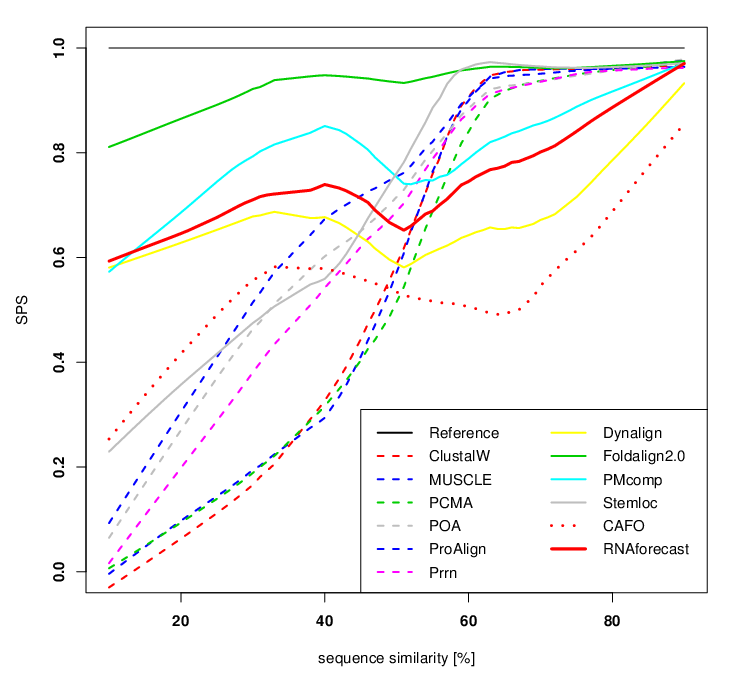 1.0
0.8
0.6
0.4
0.2
0.0
SPS
20 40 60 80
sequence similarity [%]
Reference
ClustalW
MUSCLE
PCMA
POA
ProAlign
Prrn
Dynalign
Foldalign2.0
PMcomp
Stemloc
CAFO
RNAforecast